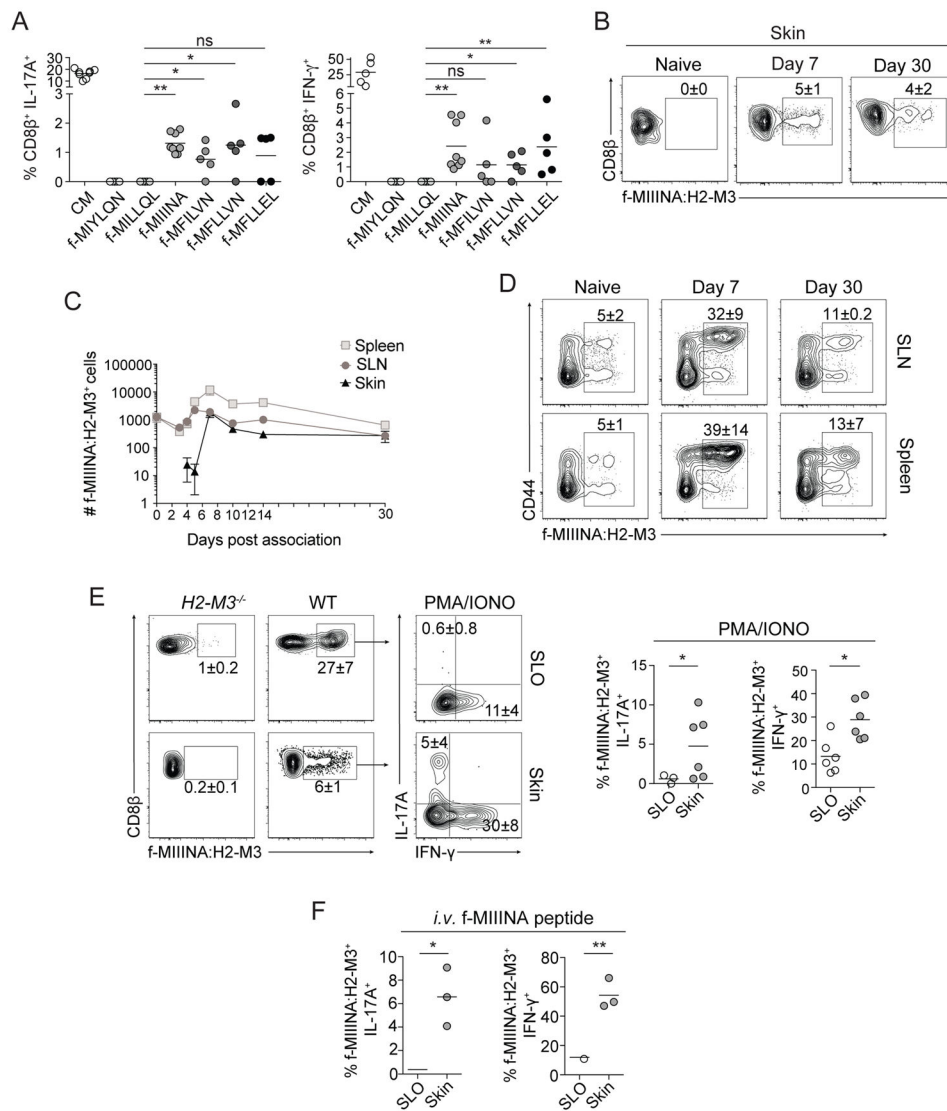 A
ns
*
*
**
% CD8β⁺ IL-17A⁺
30
20
10
3
2
1
0
CM
f-MIYLQN
f-MILLQL
f-MIIINA
f-MFILVN
f-MFLLVN
f-MFLLEL
**
*
ns
**
% CD8β⁺ IFN-γ⁺
50
25
6
5
4
3
2
1
0
CM
f-MIYLQN
f-MILLQL
f-MIIINA
f-MFILVN
f-MFLLVN
f-MFLLEL
B
Skin
Naive Day 7 Day 30
0±0 5±1 4±2
CD8β
f-MIIINA:H2-M3
C
Spleen
SLN
Skin
# f-MIIINA:H2-M3⁺ cells
100000
10000
1000
100
10
1
0 2 4 6 8 10 12 14 30
Days post association
D
Naive Day 7 Day 30
5±2 32±9 11±0.2
SLN
5±1 39±14 13±7
Spleen
CD44
f-MIIINA:H2-M3
E
H2-M3⁻/⁻ WT PMA/IONO
1±0.2 27±7 0.6±0.8 11±4
SLO
0.2±0.1 6±1 5±4 30±8
Skin
CD8β
f-MIIINA:H2-M3
IL-17A
IFN-γ
PMA/IONO
*
% f-MIIINA:H2-M3⁺
IL-17A⁺
15
10
5
0
SLO Skin
*
% f-MIIINA:H2-M3⁺
IFN-γ⁺
50
40
30
20
10
0
SLO Skin
F
i.v. f-MIIINA peptide
*
% f-MIIINA:H2-M3⁺
IL-17A⁺
10
8
6
4
2
0
SLO Skin
**
% f-MIIINA:H2-M3⁺
IFN-γ⁺
80
60
40
20
0
SLO Skin